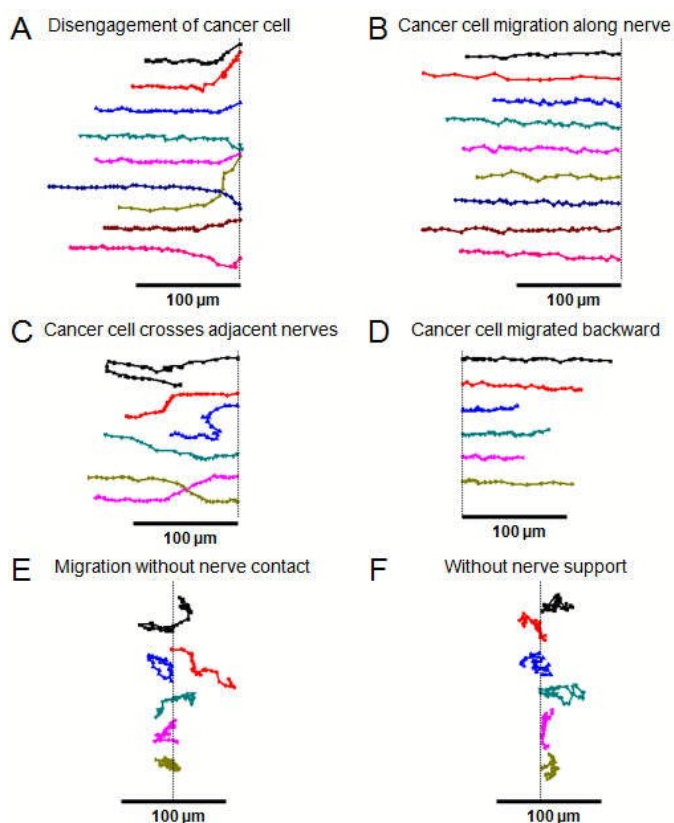 A Disengagement of cancer cell
100 µm
B Cancer cell migration along nerve
100 µm
C Cancer cell crosses adjacent nerves
100 µm
D Cancer cell migrated backward
100 µm
E Migration without nerve contact
100 µm
F Without nerve support
100 µm